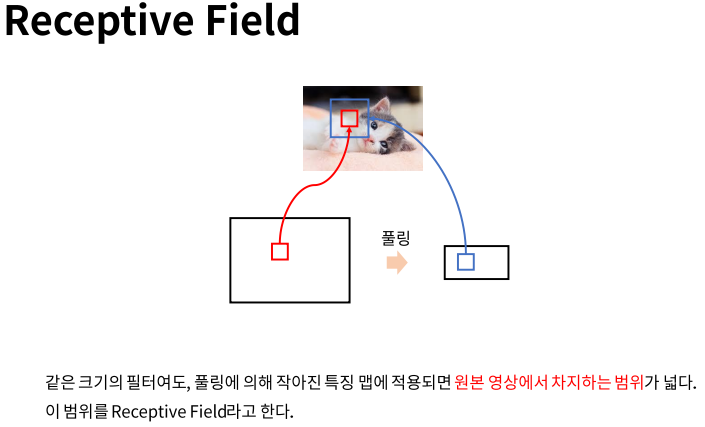 Receptive Field
풀링
같은 크기의 필터여도, 풀링에 의해 작아진 특징 맵에 적용되면 원본 영상에서 차지하는 범위가 넓다.
이 범위를 Receptive Field라고 한다.